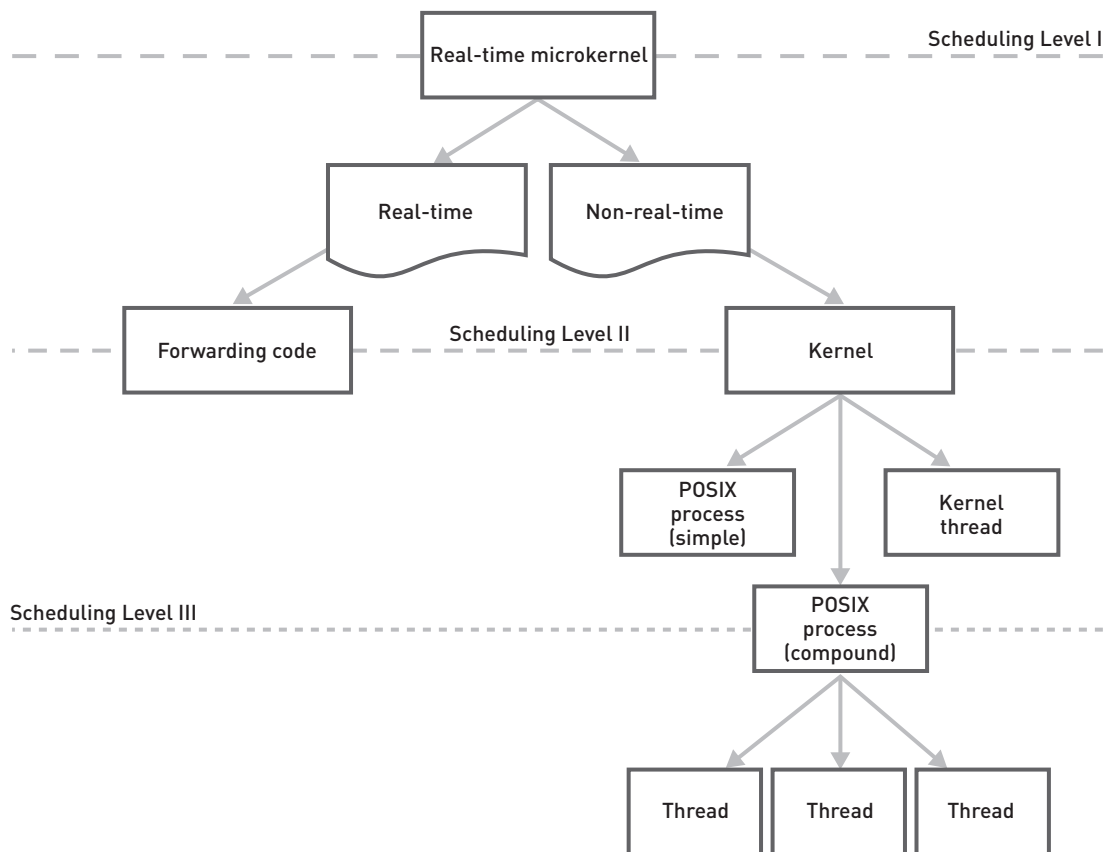 Scheduling Level I
Real-time microkernel
Real-time
Non-real-time
Scheduling Level II
Forwarding code
Kernel
POSIX
process
(simple)
Kernel
thread
Scheduling Level III
POSIX
process
(compound)
Thread
Thread
Thread